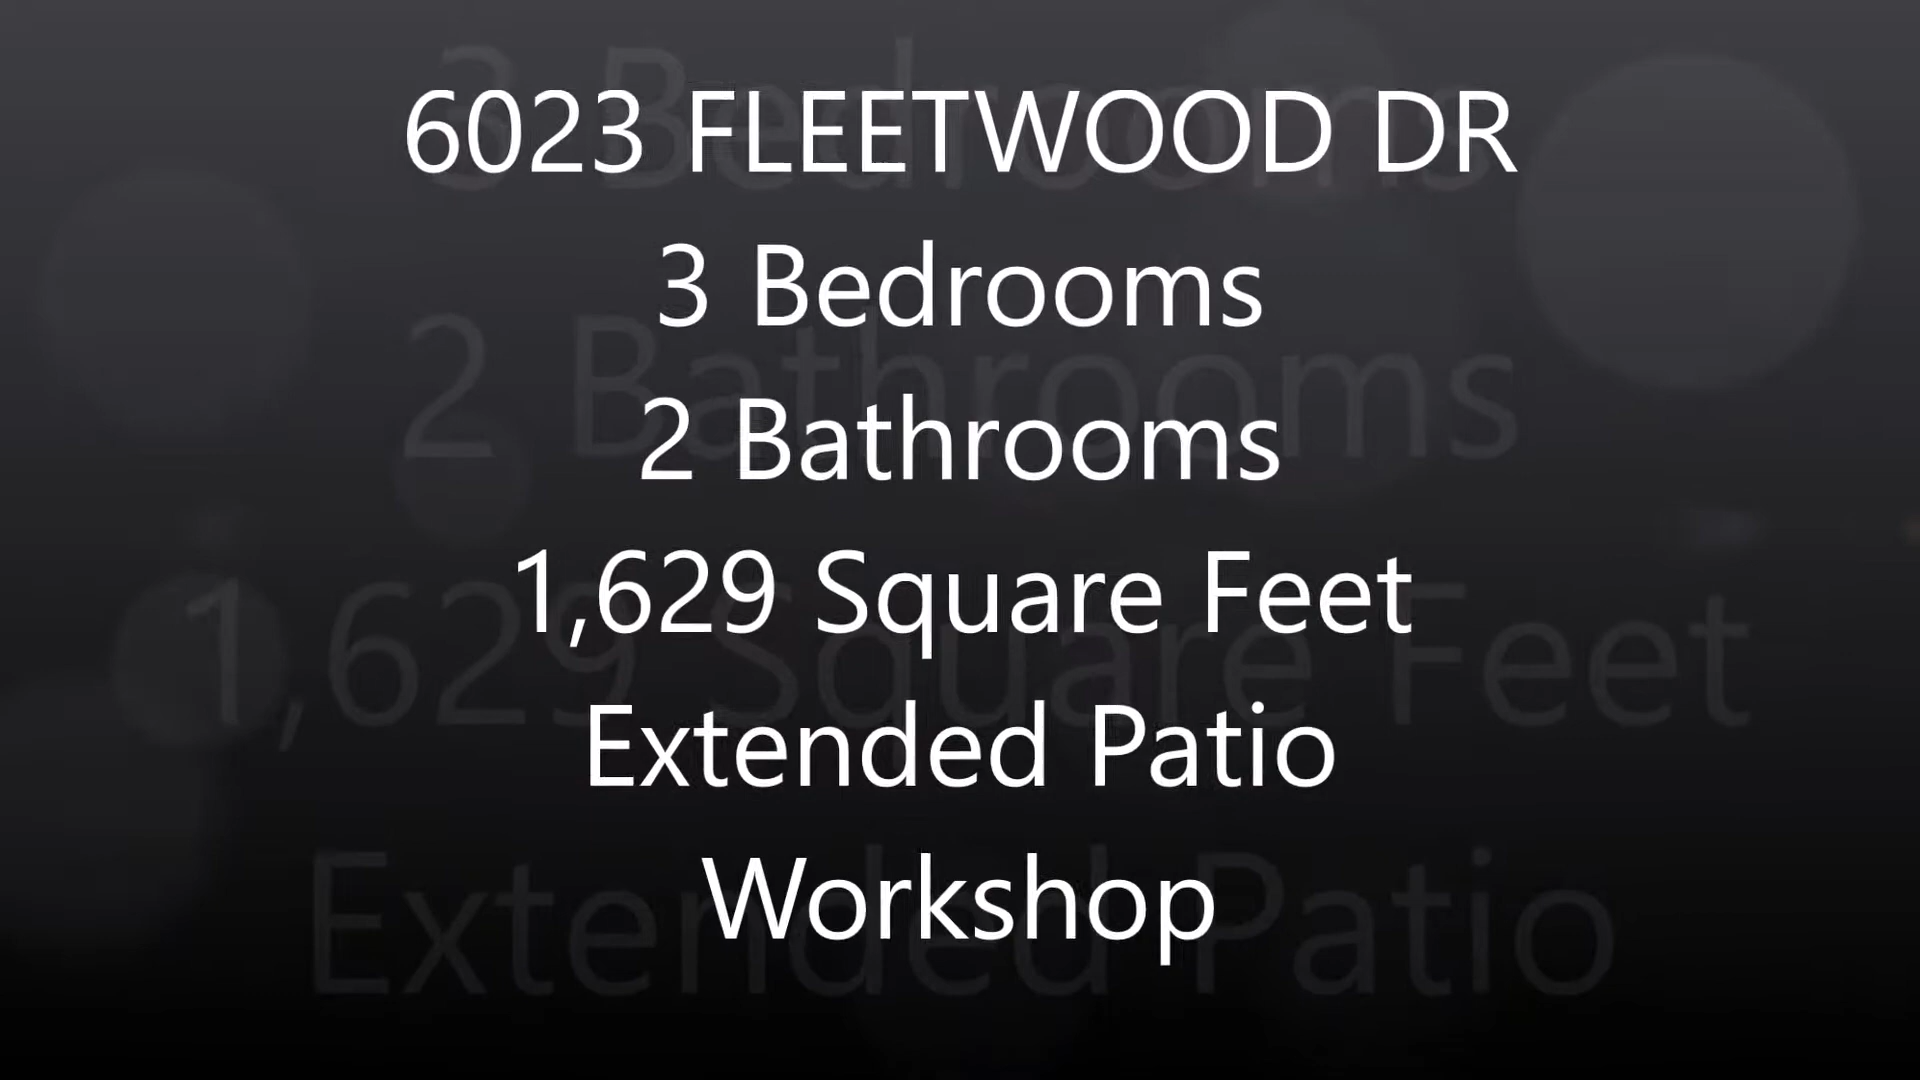 6023 FLEETWOOD DR
3 Bedrooms
2 Bathrooms
1,629 Square Feet
Extended Patio
Workshop